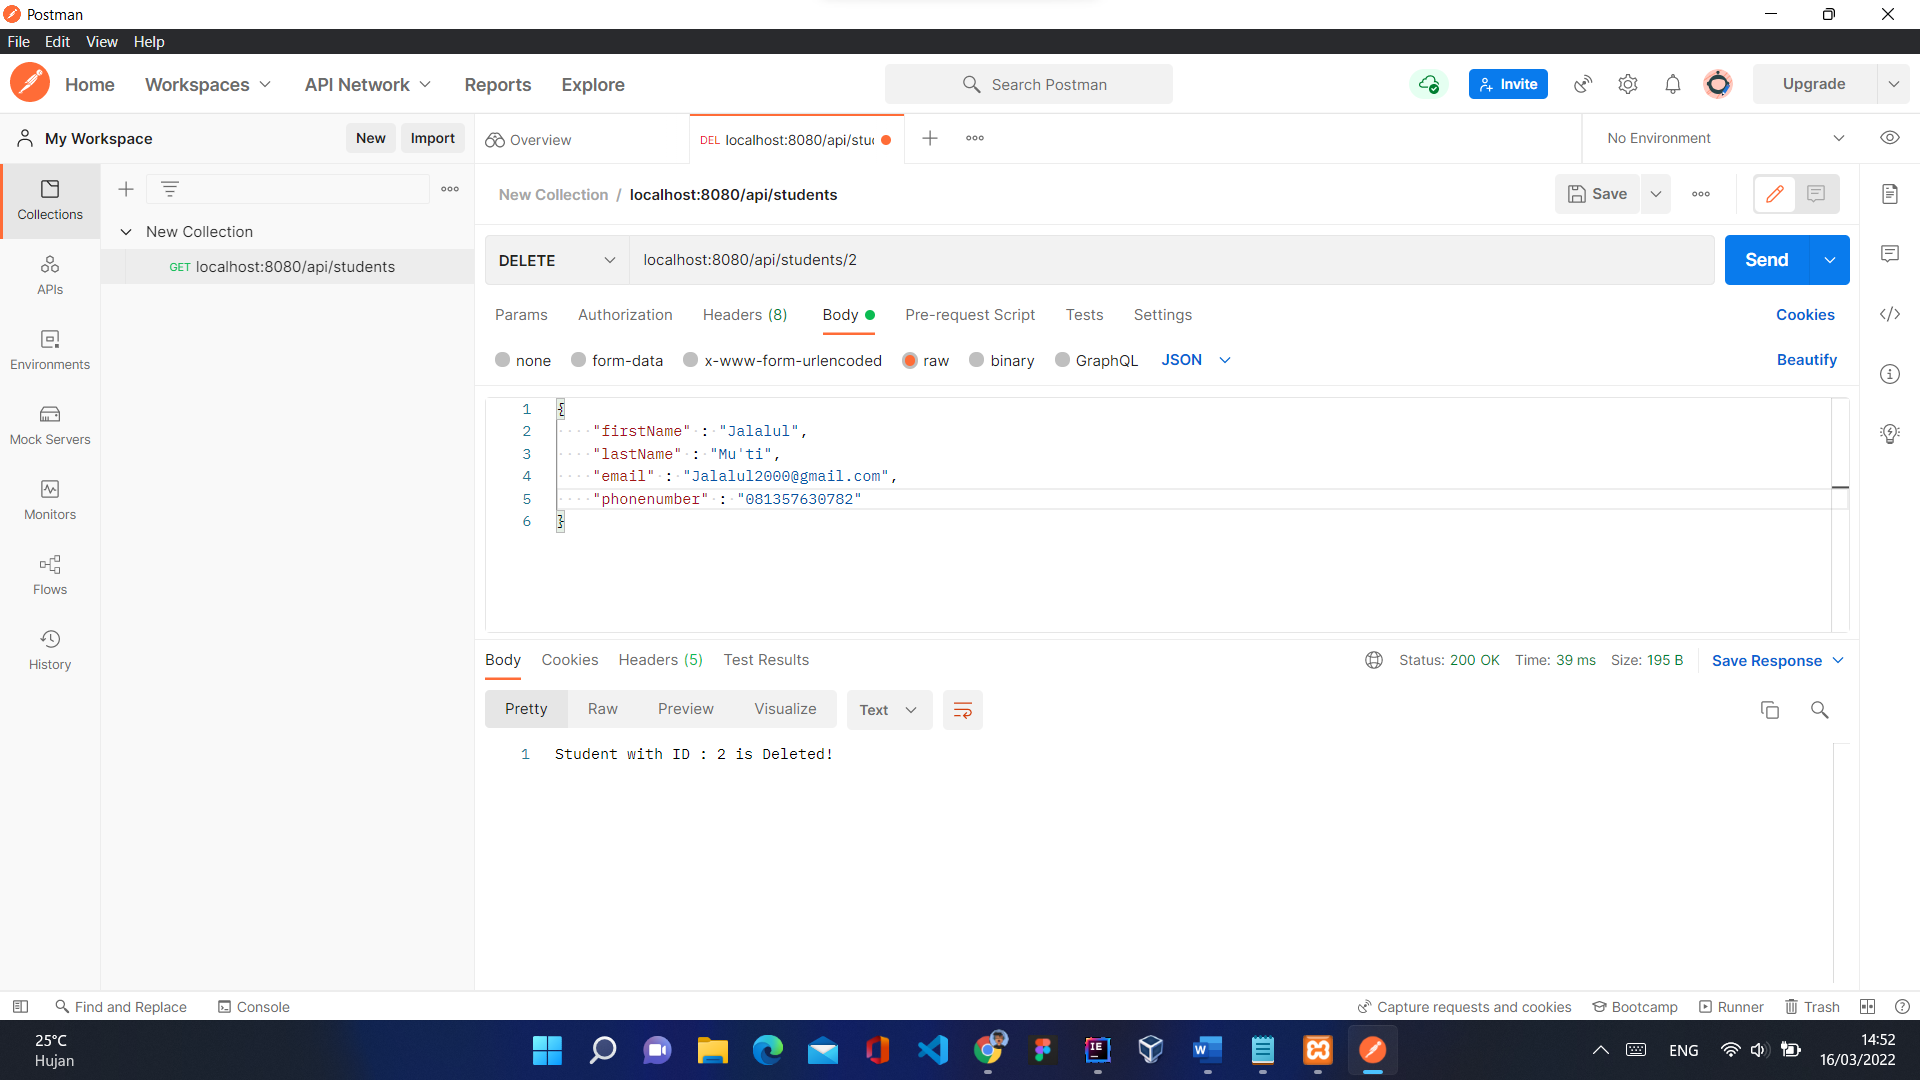 Postman
File Edit View Help
Home Workspaces API Network Reports Explore Search Postman Invite Upgrade
My Workspace New Import Overview DEL localhost:8080/api/stu No Environment
New Collection / localhost:8080/api/students Save
Collections
New Collection
GET localhost:8080/api/students
APIs
Environments
Mock Servers
Monitors
Flows
History
DELETE localhost:8080/api/students/2 Send
Params Authorization Headers (8) Body Pre-request Script Tests Settings Cookies
none form-data x-www-form-urlencoded raw binary GraphQL JSON Beautify
1 {
2 "firstName" : "Jalalul",
3 "lastName" : "Mu'ti",
4 "email" : "Jalalul2000@gmail.com",
5 "phonenumber" : "081357630782"
6 }
Body Cookies Headers (5) Test Results Status: 200 OK Time: 39 ms Size: 195 B Save Response
Pretty Raw Preview Visualize Text
1 Student with ID : 2 is Deleted!
Find and Replace Console Capture requests and cookies Bootcamp Runner Trash
25°C
Hujan
ENG
14:52
16/03/2022